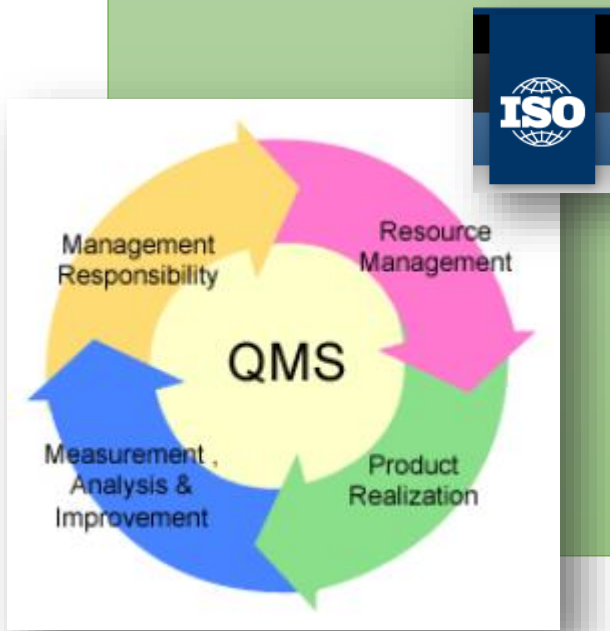 ISO
Management
Responsibility
Resource
Management
QMS
Measurement ,
Analysis &
Improvement
Product
Realization